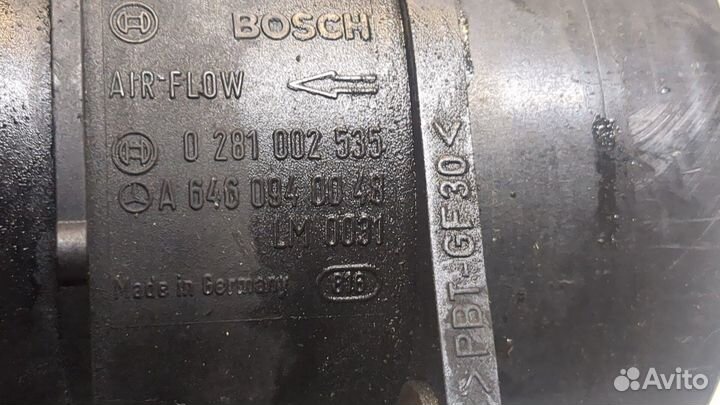 BOSCH
AIR-FLOW
0 281 002 535
A 646 094 00 48
LM 0031
Made in Germany 616
>PBT-GF30<
Avito